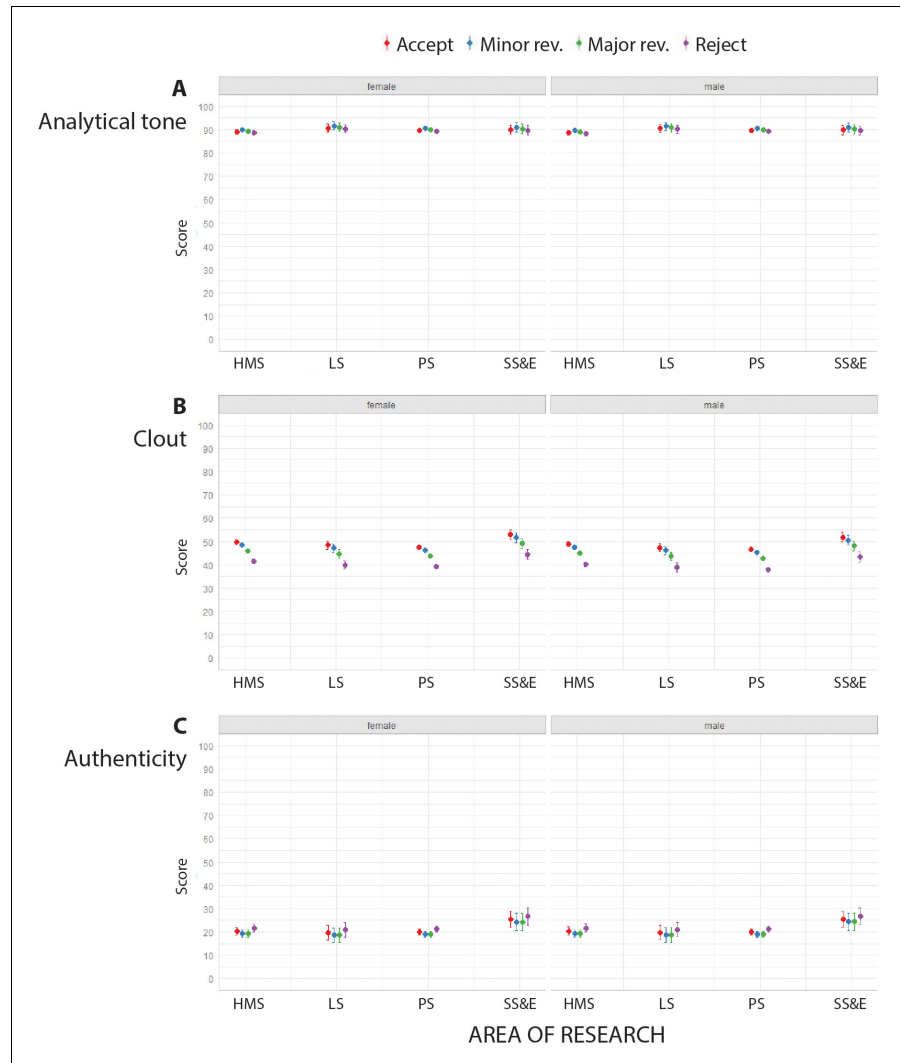 Accept Minor rev. Major rev. Reject
A
Analytical tone
female male
Score
100
90
80
70
60
50
40
30
20
10
0
HMS LS PS SS&E HMS LS PS SS&E
B
Clout
female male
Score
100
90
80
70
60
50
40
30
20
10
0
HMS LS PS SS&E HMS LS PS SS&E
C
Authenticity
female male
Score
100
90
80
70
60
50
40
30
20
10
0
HMS LS PS SS&E HMS LS PS SS&E
AREA OF RESEARCH